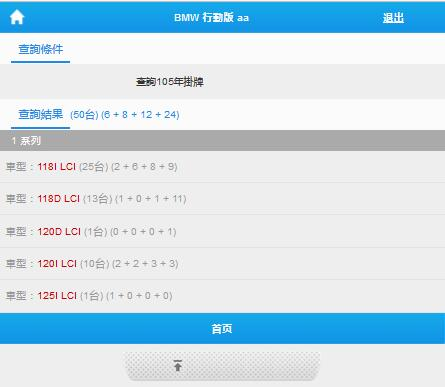 BMW 行動版 aa
退出
查詢條件
查詢105年掛牌
查詢結果 (50台) (6 + 8 + 12 + 24)
1 系列
車型：118I LCI (25台) (2 + 6 + 8 + 9)
車型：118D LCI (13台) (1 + 0 + 1 + 11)
車型：120D LCI (1台) (0 + 0 + 0 + 1)
車型：120I LCI (10台) (2 + 2 + 3 + 3)
車型：125I LCI (1台) (1 + 0 + 0 + 0)
首页